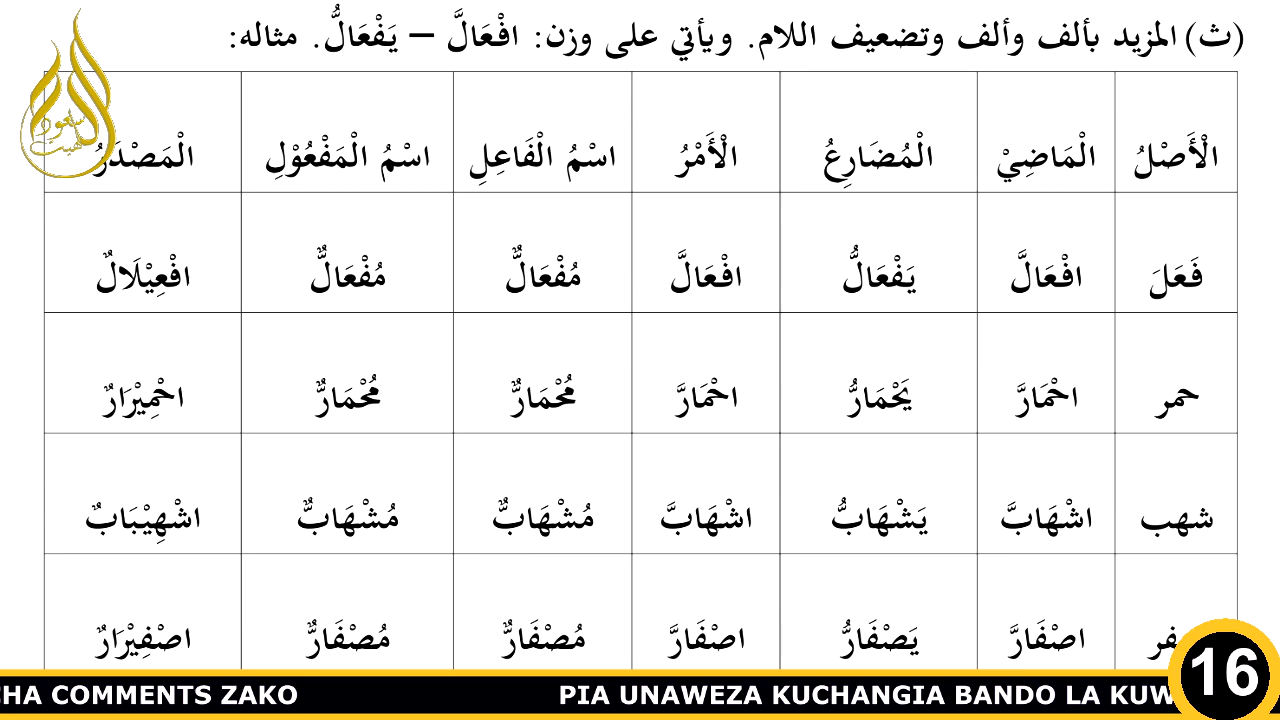 (ث) المزيد بألف وألف وتضعيف اللام. ويأتي على وزن: افْعَالَّ – يَفْعَالُّ. مثاله:
الْأَصْلُ الْمَاضِيْ الْمُضَارِعُ الْأَمْرُ اسْمُ الْفَاعِلِ اسْمُ الْمَفْعُوْلِ الْمَصْدَرُ
فَعَلَ افْعَالَّ يَفْعَالُّ افْعَالَّ مُفْعَالٌّ مُفْعَالٌّ افْعِيْلَالٌ
حمر احْمَارَّ يَحْمَارُّ احْمَارَّ مُحْمَارٌّ مُحْمَارٌّ احْمِيْرَارٌ
شهب اشْهَابَّ يَشْهَابُّ اشْهَابَّ مُشْهَابٌّ مُشْهَابٌّ اشْهِيْبَابٌ
اصْفَارَّ يَصْفَارُّ اصْفَارَّ مُصْفَارٌّ مُصْفَارٌّ اصْفِيْرَارٌ
CHA COMMENTS ZAKO PIA UNAWEZA KUCHANGIA BANDO LA KUW 16